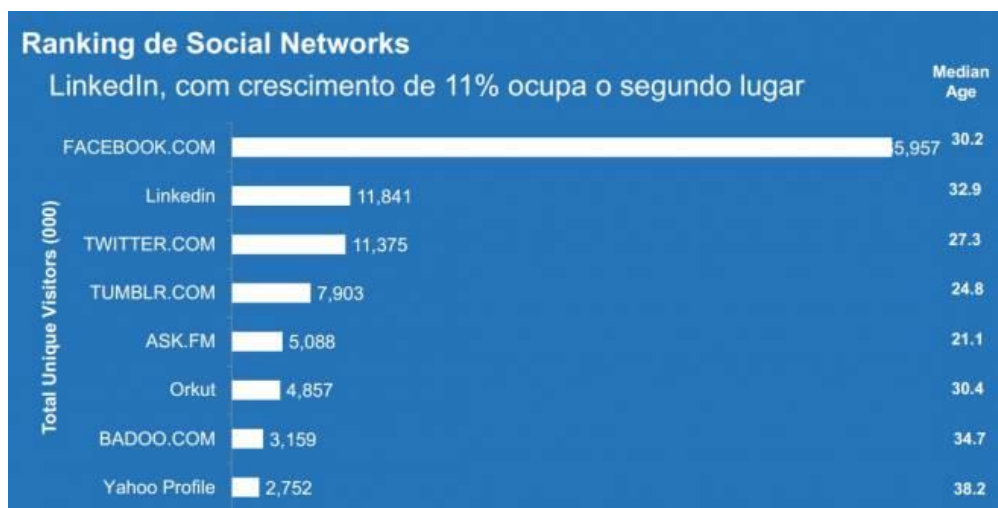 Ranking de Social Networks
LinkedIn, com crescimento de 11% ocupa o segundo lugar
Median
Age
Total Unique Visitors (000)
FACEBOOK.COM 5,957 30.2
Linkedin 11,841 32.9
TWITTER.COM 11,375 27.3
TUMBLR.COM 7,903 24.8
ASK.FM 5,088 21.1
Orkut 4,857 30.4
BADOO.COM 3,159 34.7
Yahoo Profile 2,752 38.2